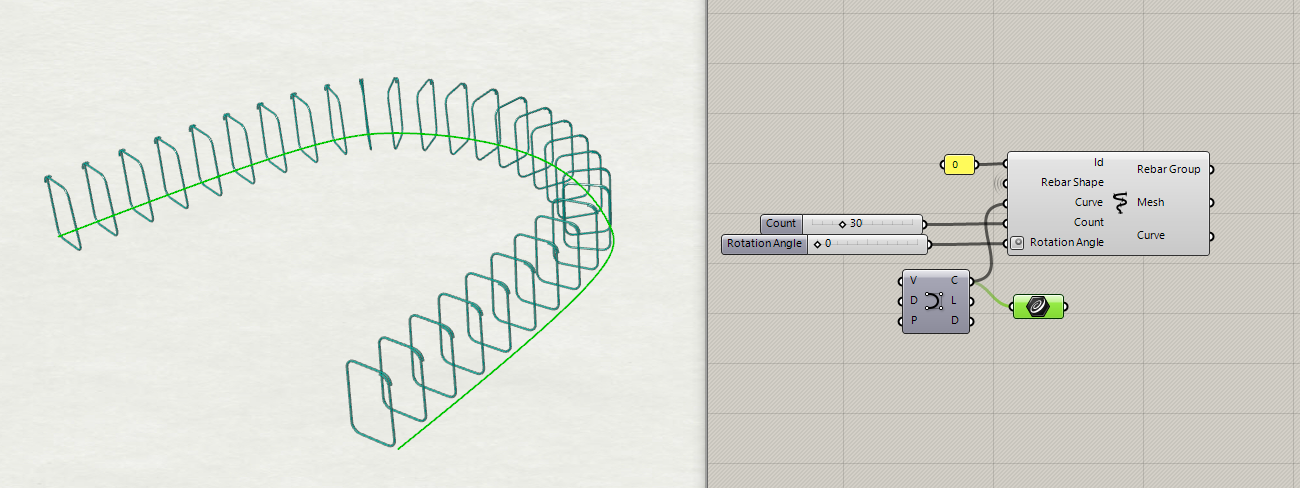 0
Id
Rebar Shape
Curve
Count
Rotation Angle
Rebar Group
Mesh
Curve
Count 30
Rotation Angle 0
V C
D L
P D